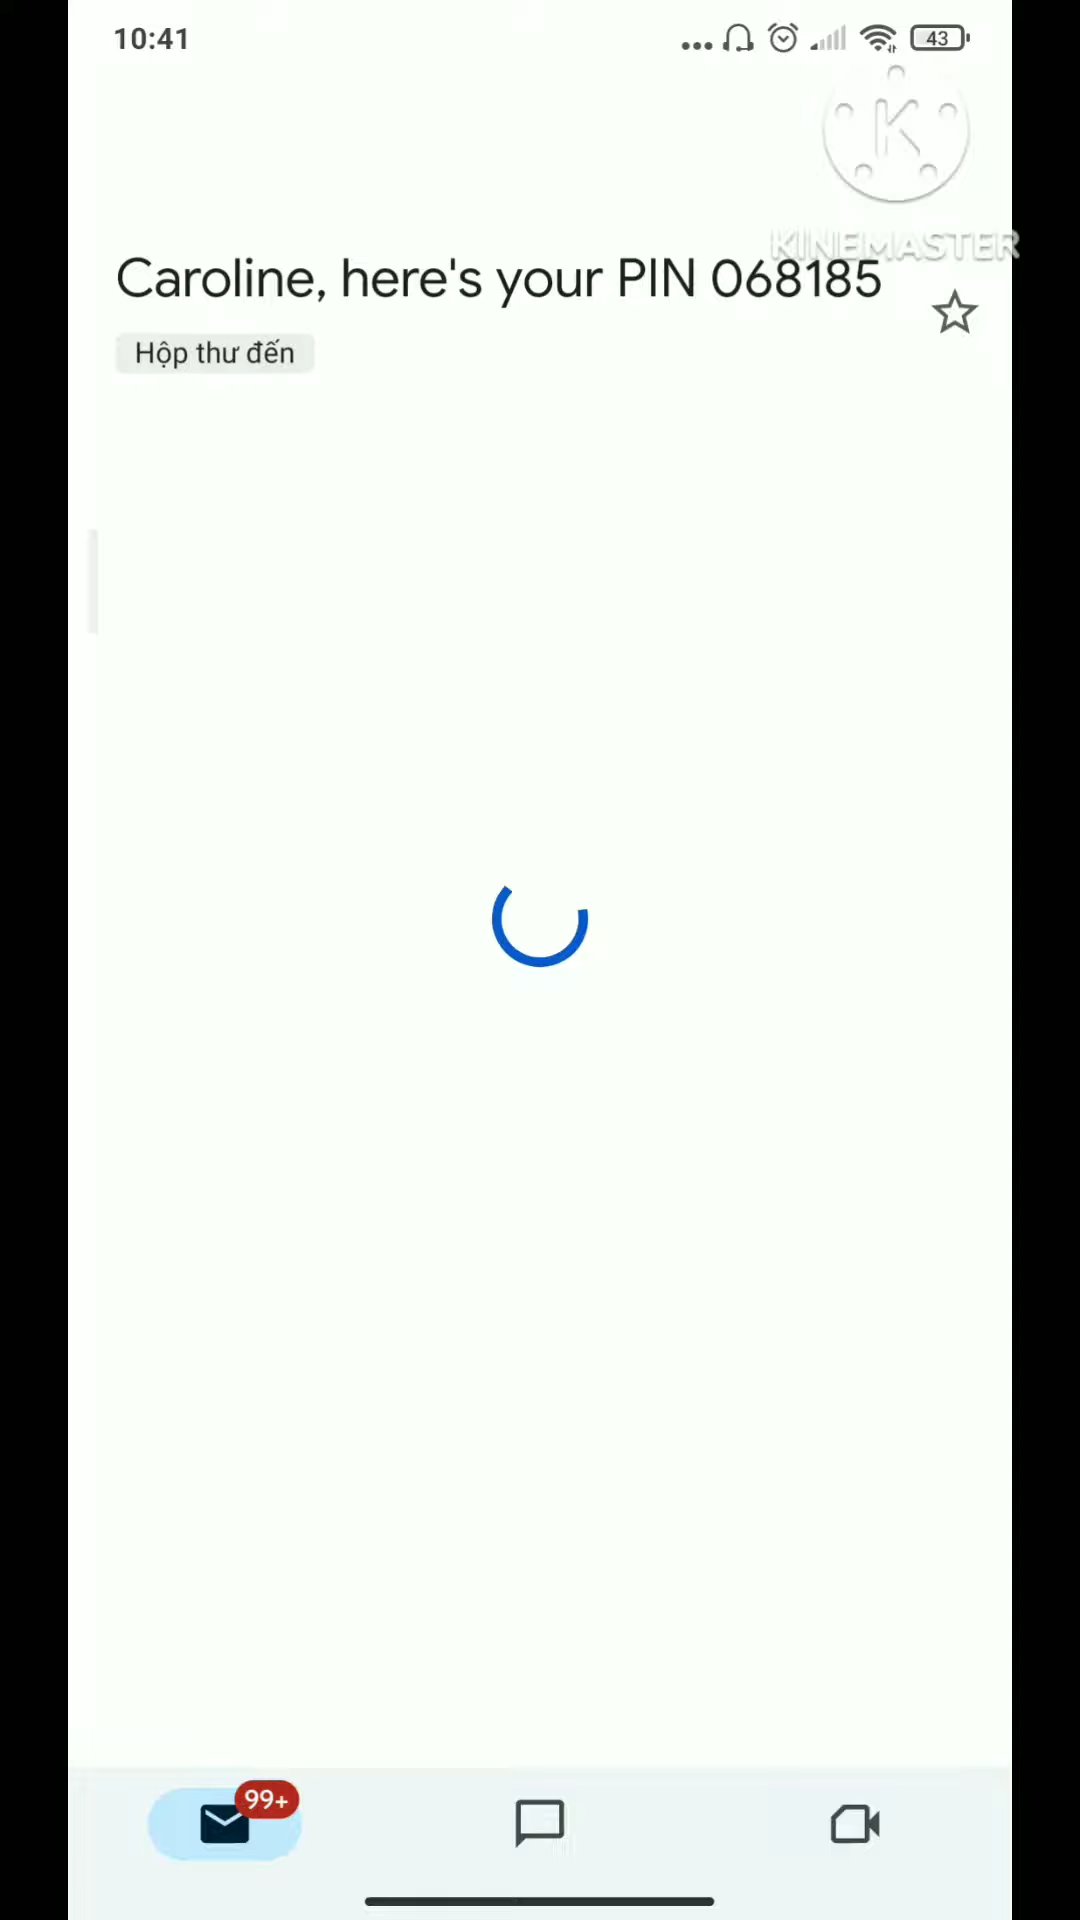 10:41
43
K
KINEMASTER
Caroline, here's your PIN 068185
Hộp thư đến
99+